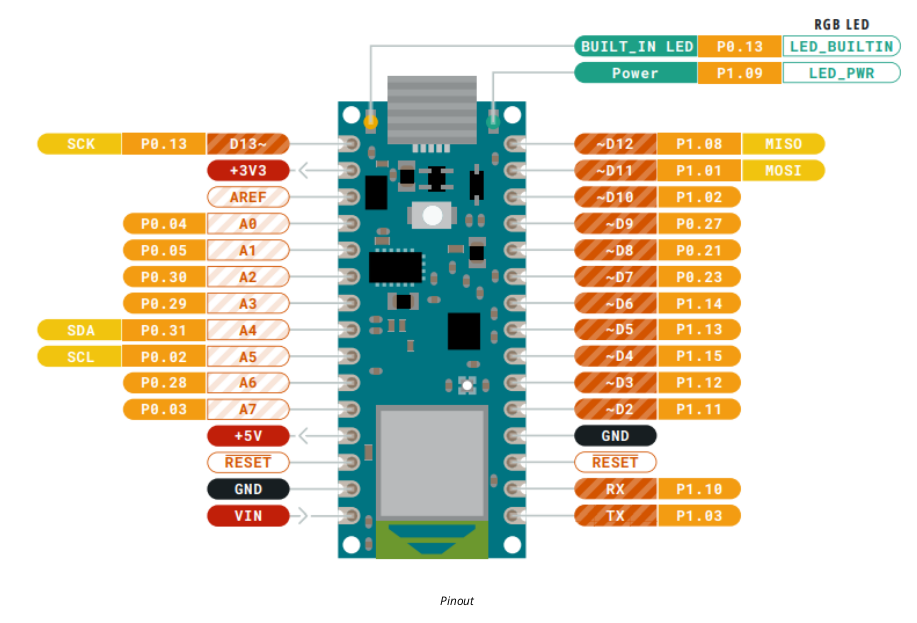 RGB LED
BUILT_IN LED P0.13 LED_BUILTIN
Power P1.09 LED_PWR
SCK P0.13 D13~ ~D12 P1.08 MISO
+3V3 ~D11 P1.01 MOSI
AREF ~D10 P1.02
P0.04 A0 ~D9 P0.27
P0.05 A1 ~D8 P0.21
P0.30 A2 ~D7 P0.23
P0.29 A3 ~D6 P1.14
SDA P0.31 A4 ~D5 P1.13
SCL P0.02 A5 ~D4 P1.15
P0.28 A6 ~D3 P1.12
P0.03 A7 ~D2 P1.11
+5V GND
RESET RESET
GND RX P1.10
VIN TX P1.03
Pinout